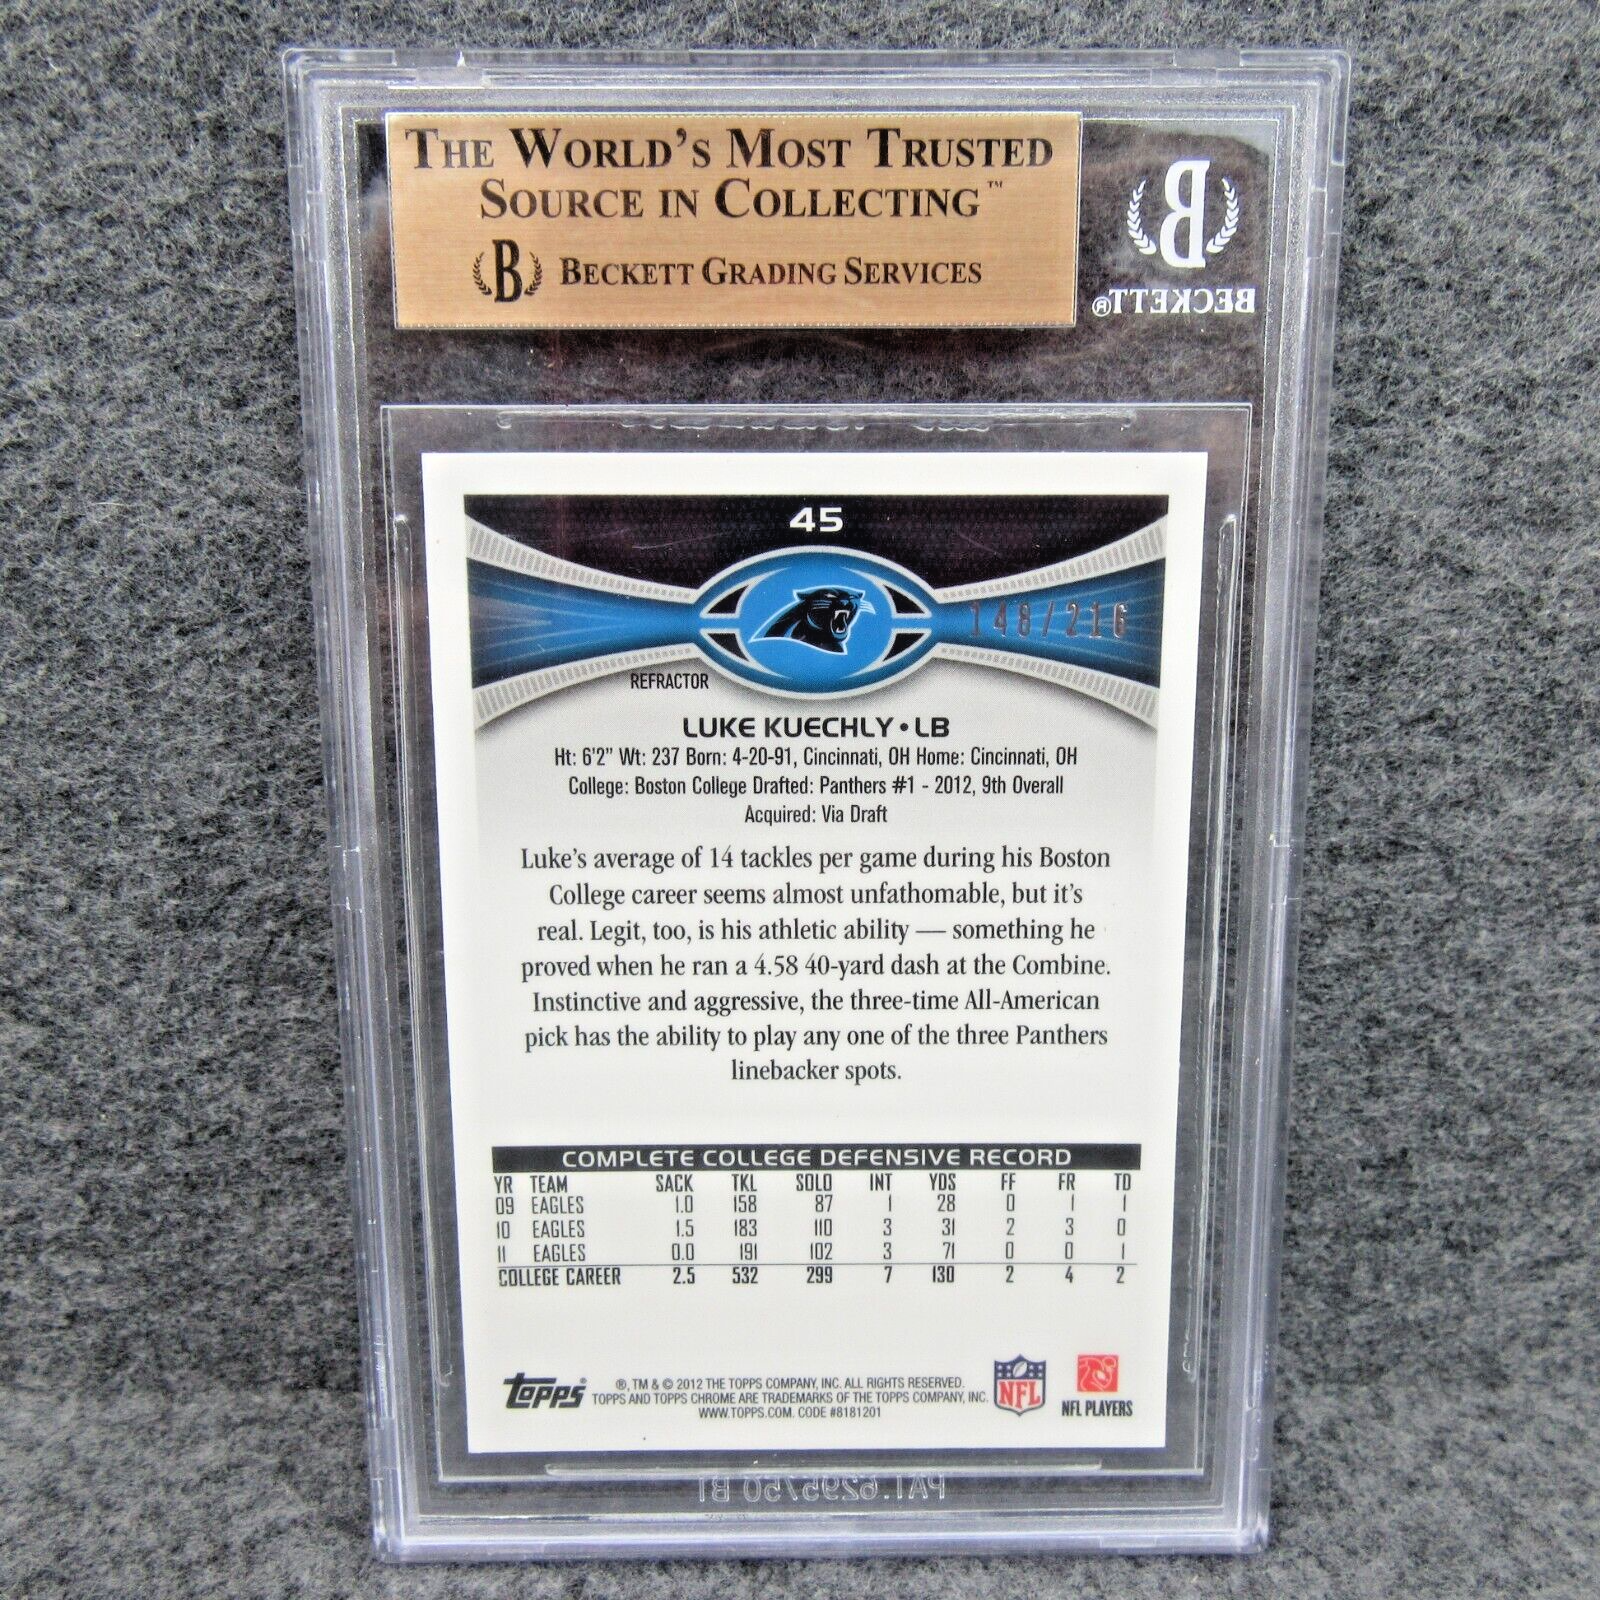 THE WORLD'S MOST TRUSTED
SOURCE IN COLLECTING™
B BECKETT GRADING SERVICES
B
BECKETT®
45
148/216
REFRACTOR
LUKE KUECHLY • LB
Ht: 6'2" Wt: 237 Born: 4-20-91, Cincinnati, OH Home: Cincinnati, OH
College: Boston College Drafted: Panthers #1 - 2012, 9th Overall
Acquired: Via Draft
Luke's average of 14 tackles per game during his Boston
College career seems almost unfathomable, but it's
real. Legit, too, is his athletic ability — something he
proved when he ran a 4.58 40-yard dash at the Combine.
Instinctive and aggressive, the three-time All-American
pick has the ability to play any one of the three Panthers
linebacker spots.
COMPLETE COLLEGE DEFENSIVE RECORD
YR TEAM SACK TKL SOLO INT YDS FF FR TD
09 EAGLES 1.0 158 87 1 28 0 1 1
10 EAGLES 1.5 183 110 3 31 2 3 0
11 EAGLES 0.0 191 102 3 71 0 0 1
COLLEGE CAREER 2.5 532 299 7 130 2 4 2
TOPPS
®, TM & © 2012 THE TOPPS COMPANY, INC. ALL RIGHTS RESERVED.
TOPPS AND TOPPS CHROME ARE TRADEMARKS OF THE TOPPS COMPANY, INC.
WWW.TOPPS.COM. CODE #8181201
NFL
NFL PLAYERS
PAT. 6295750 B1